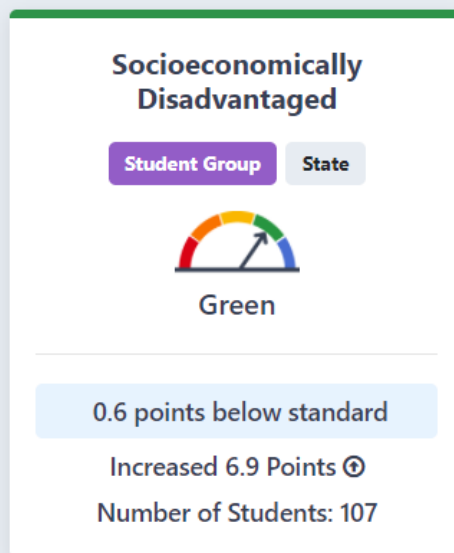 Socioeconomically
Disadvantaged
Student Group State
Green
0.6 points below standard
Increased 6.9 Points
Number of Students: 107